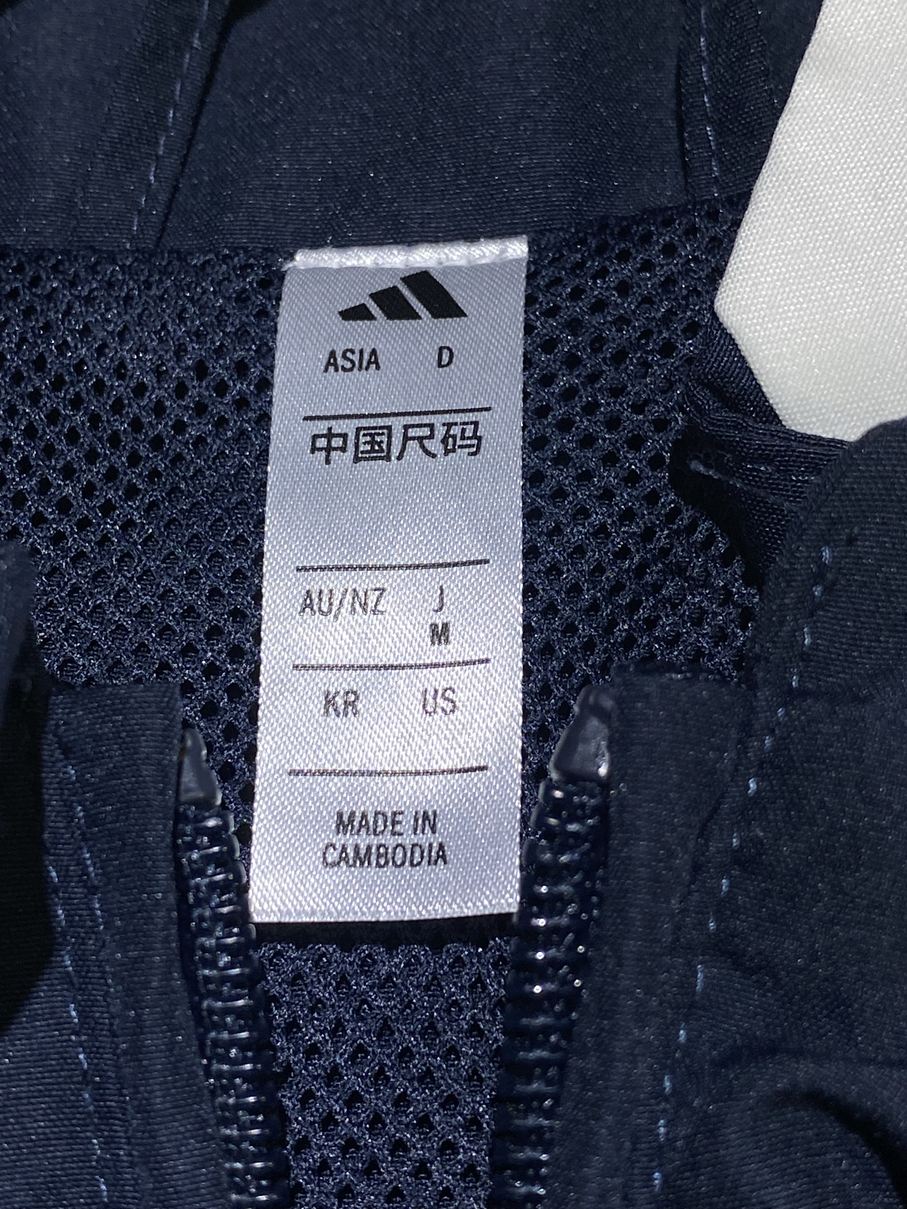 ASIA D
中国尺码
AU/NZ J
M
KR US
MADE IN
CAMBODIA